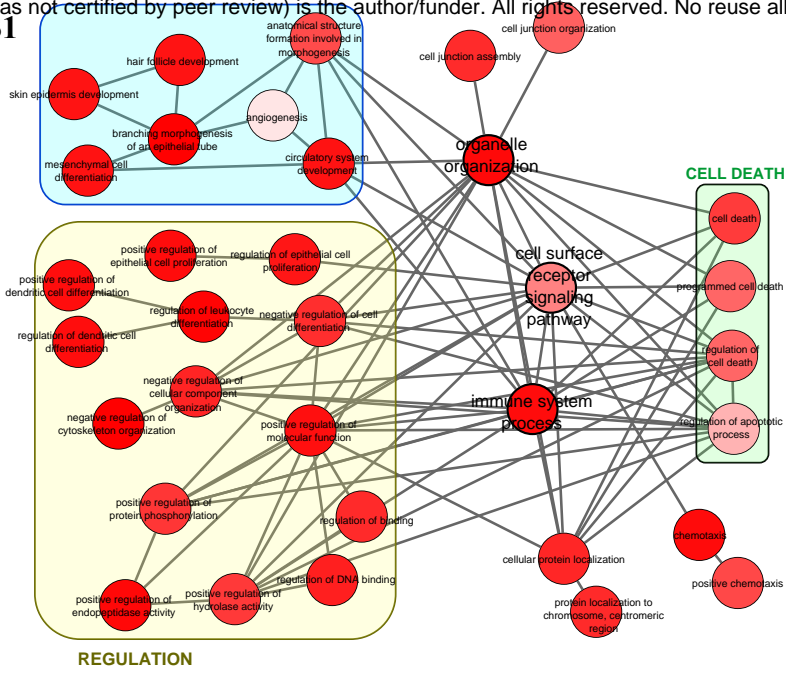 as not certified by peer review) is the author/funder. All rights reserved. No reuse all
1
anatomical structure
formation involved in
morphogenesis
cell junction organization
cell junction assembly
hair follicle development
skin epidermis development
angiogenesis
branching morphogenesis
of an epithelial tube
mesenchymal cell
differentiation
circulatory system
development
organelle
organization
CELL DEATH
cell death
programmed cell death
regulation of
cell death
regulation of apoptotic
process
cell surface
receptor
signaling
pathway
immune system
process
positive regulation of
epithelial cell proliferation
regulation of epithelial cell
proliferation
positive regulation of
dendritic cell differentiation
regulation of leukocyte
differentiation
negative regulation of cell
differentiation
regulation of dendritic cell
differentiation
negative regulation of
cellular component
organization
negative regulation of
cytoskeleton organization
positive regulation of
molecular function
positive regulation of
protein phosphorylation
regulation of binding
regulation of DNA binding
positive regulation of
endopeptidase activity
positive regulation of
hydrolase activity
cellular protein localization
chemotaxis
positive chemotaxis
protein localization to
chromosome, centromeric
region
REGULATION